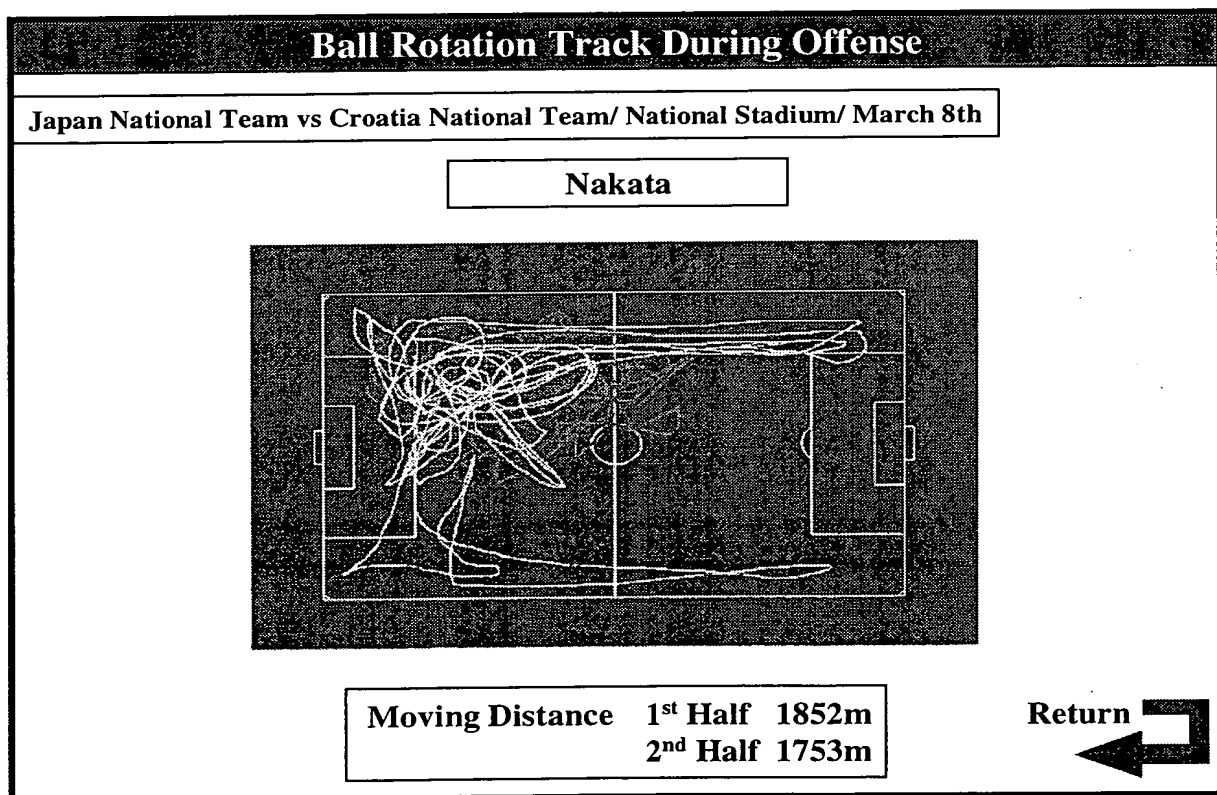 Ball Rotation Track During Offense
Japan National Team vs Croatia National Team/ National Stadium/ March 8th
Nakata
Moving Distance 1st Half 1852m
2nd Half 1753m
Return